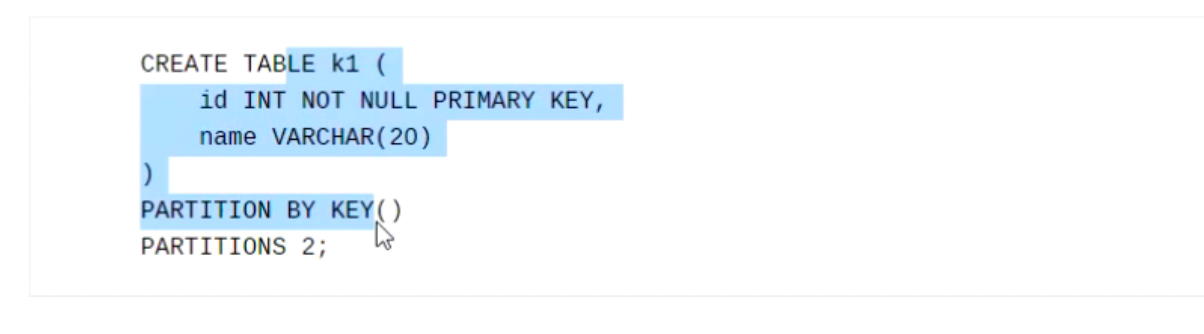 CREATE TABLE k1 (
    id INT NOT NULL PRIMARY KEY,
    name VARCHAR(20)
)
PARTITION BY KEY()
PARTITIONS 2;